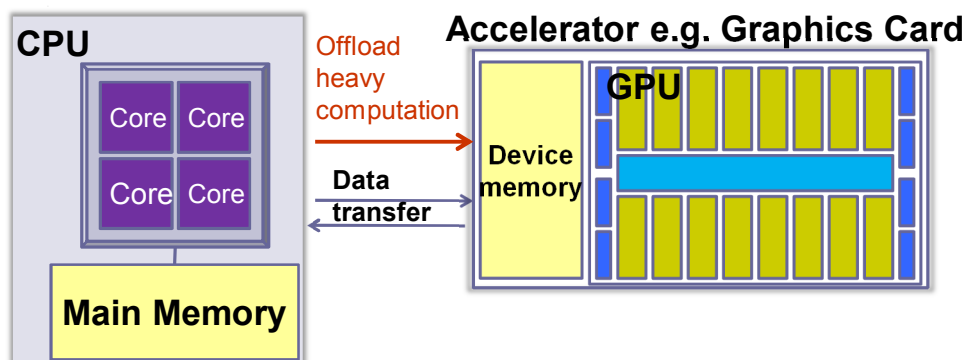 CPU
Core Core
Core Core
Main Memory
Offload
heavy
computation
Data
transfer
Accelerator e.g. Graphics Card
GPU
Device
memory